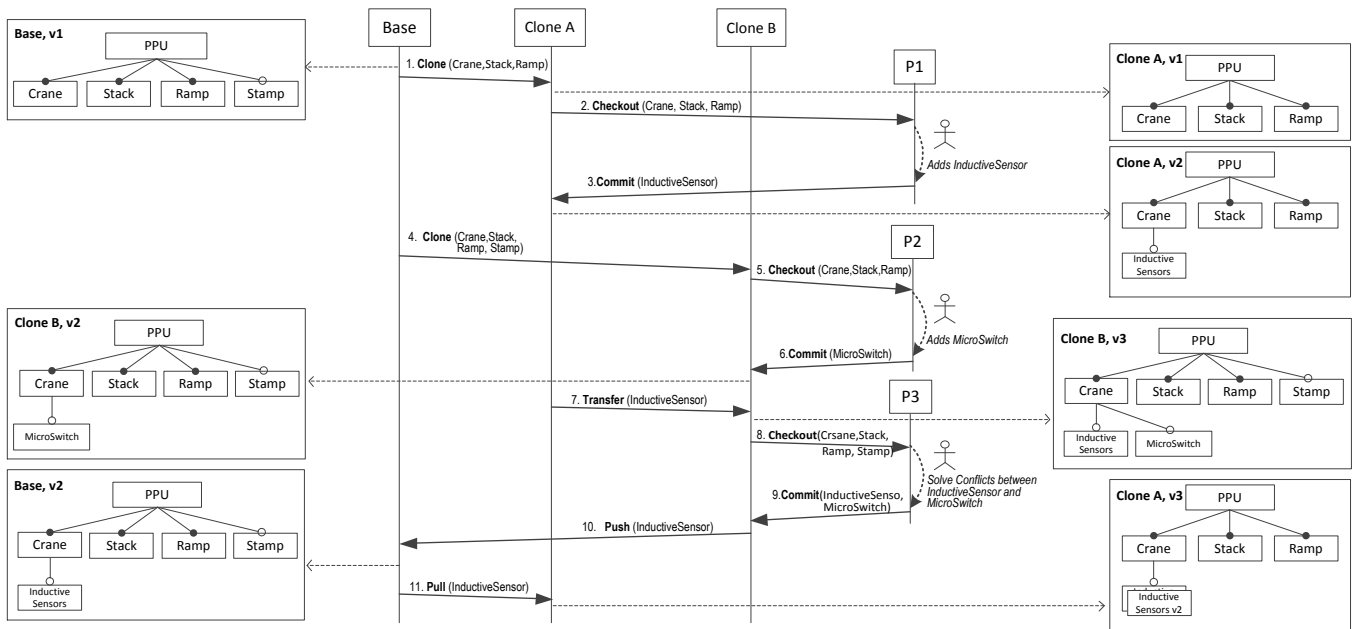 Base
Clone A
Clone B
Base, v1
PPU
Crane
Stack
Ramp
Stamp
1. Clone (Crane,Stack,Ramp)
P1
Clone A, v1
PPU
Crane
Stack
Ramp
2. Checkout (Crane, Stack, Ramp)
Adds InductiveSensor
3.Commit (InductiveSensor)
Clone A, v2
PPU
Crane
Stack
Ramp
Inductive
Sensors
4. Clone (Crane,Stack,
Ramp, Stamp)
P2
5. Checkout (Crane,Stack,Ramp)
Adds MicroSwitch
6.Commit (MicroSwitch)
Clone B, v2
PPU
Crane
Stack
Ramp
Stamp
MicroSwitch
7. Transfer (InductiveSensor)
P3
Clone B, v3
PPU
Crane
Stack
Ramp
Stamp
Inductive
Sensors
MicroSwitch
8. Checkout(Crsane,Stack,
Ramp, Stamp)
Solve Conflicts between
InductiveSensor and
MicroSwitch
9.Commit(InductiveSenso,
MicroSwitch)
10. Push (InductiveSensor)
Base, v2
PPU
Crane
Stack
Ramp
Stamp
Inductive
Sensors
11. Pull (InductiveSensor)
Clone A, v3
PPU
Crane
Stack
Ramp
Inductive
Sensors v2